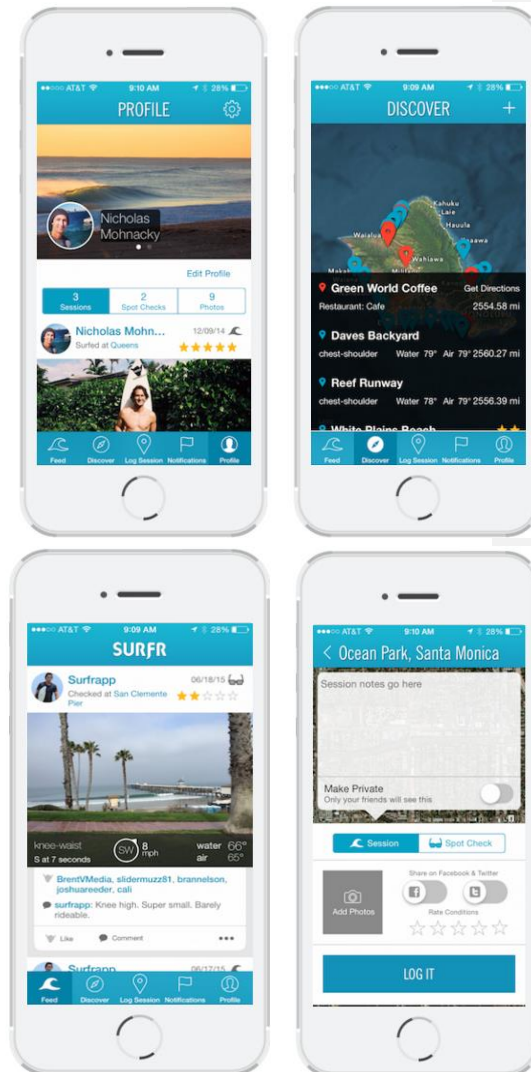 AT&T 9:10 AM 28%
PROFILE
Nicholas
Mohnacky
Edit Profile
3 2 9
Sessions Spot Checks Photos
Nicholas Mohn... 12/09/14
Surfed at Queens
Feed Discover Log Session Notifications Profile
AT&T 9:09 AM 28%
DISCOVER +
Kahuku
Laie
Hauula
Waialua
Wahiawa
Green World Coffee Get Directions
Restaurant: Cafe 2554.58 mi
Daves Backyard
chest-shoulder Water 79° Air 79° 2560.27 mi
Reef Runway
chest-shoulder Water 78° Air 79° 2556.39 mi
White Plains Beach
Feed Discover Log Session Notifications Profile
AT&T 9:09 AM 28%
SURFR
Surfrapp 06/18/15
Checked at San Clemente
Pier
knee-waist SW 8 mph water 66°
S at 7 seconds air 65°
BrentVMedia, slidermuzz81, brannelson,
joshuareeder, cali
surfrapp: Knee high. Super small. Barely
rideable.
Like Comment
Surfrapp 06/17/15
Feed Discover Log Session Notifications Profile
AT&T 9:10 AM 28%
< Ocean Park, Santa Monica
Session notes go here
Make Private
Only your friends will see this
Session Spot Check
Share on Facebook & Twitter
Add Photos
Rate Conditions
LOG IT